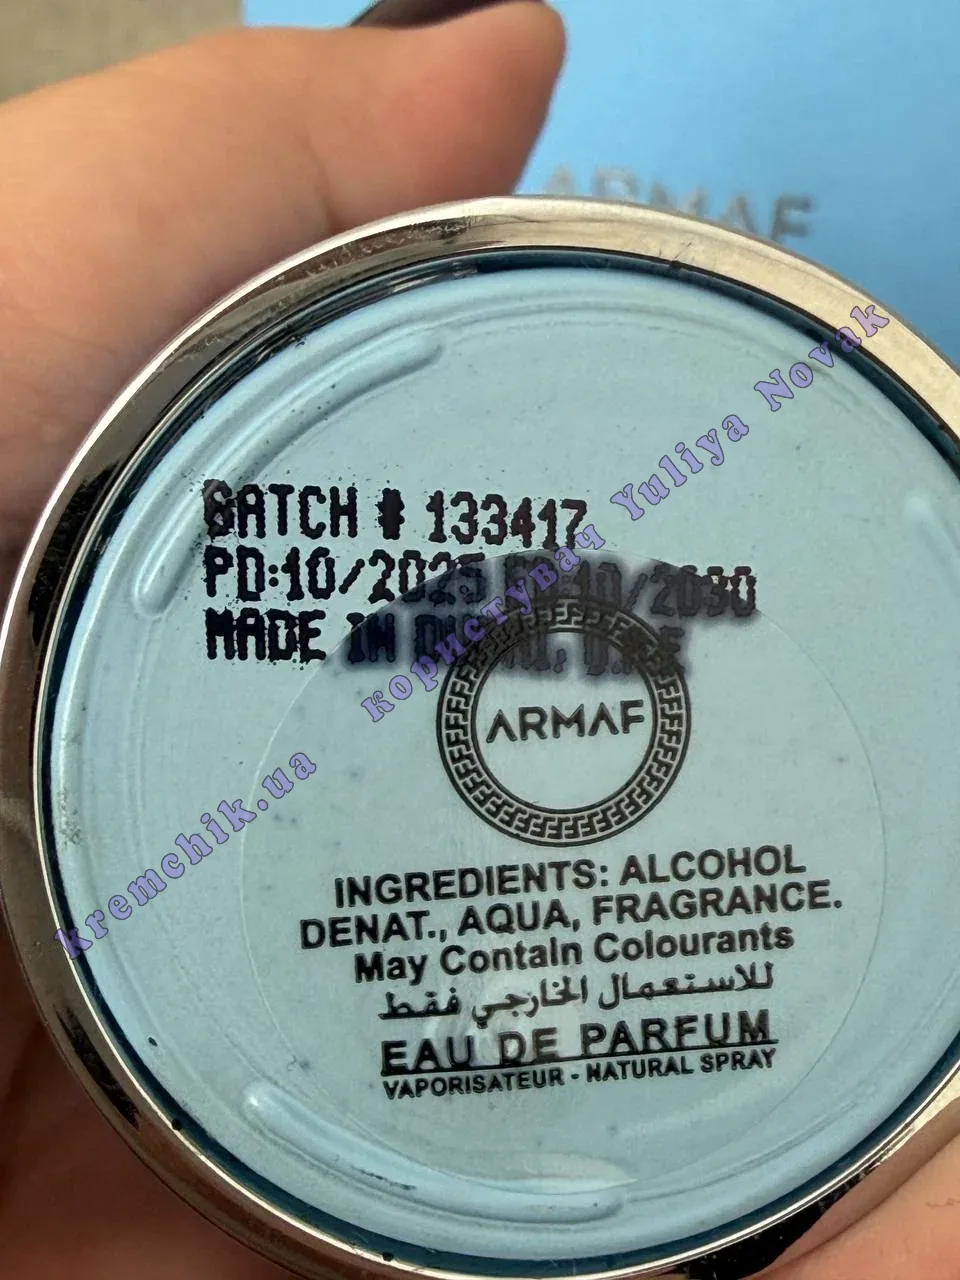 ARMAF
BATCH # 133417
PD:10/2025 ED:10/2030
MADE IN DUBAI, U.A.E
ARMAF
INGREDIENTS: ALCOHOL
DENAT., AQUA, FRAGRANCE.
May Contain Colourants
للاستعمال الخارجي فقط
EAU DE PARFUM
VAPORISATEUR - NATURAL SPRAY
kremchik.ua користувач Yuliya Novak